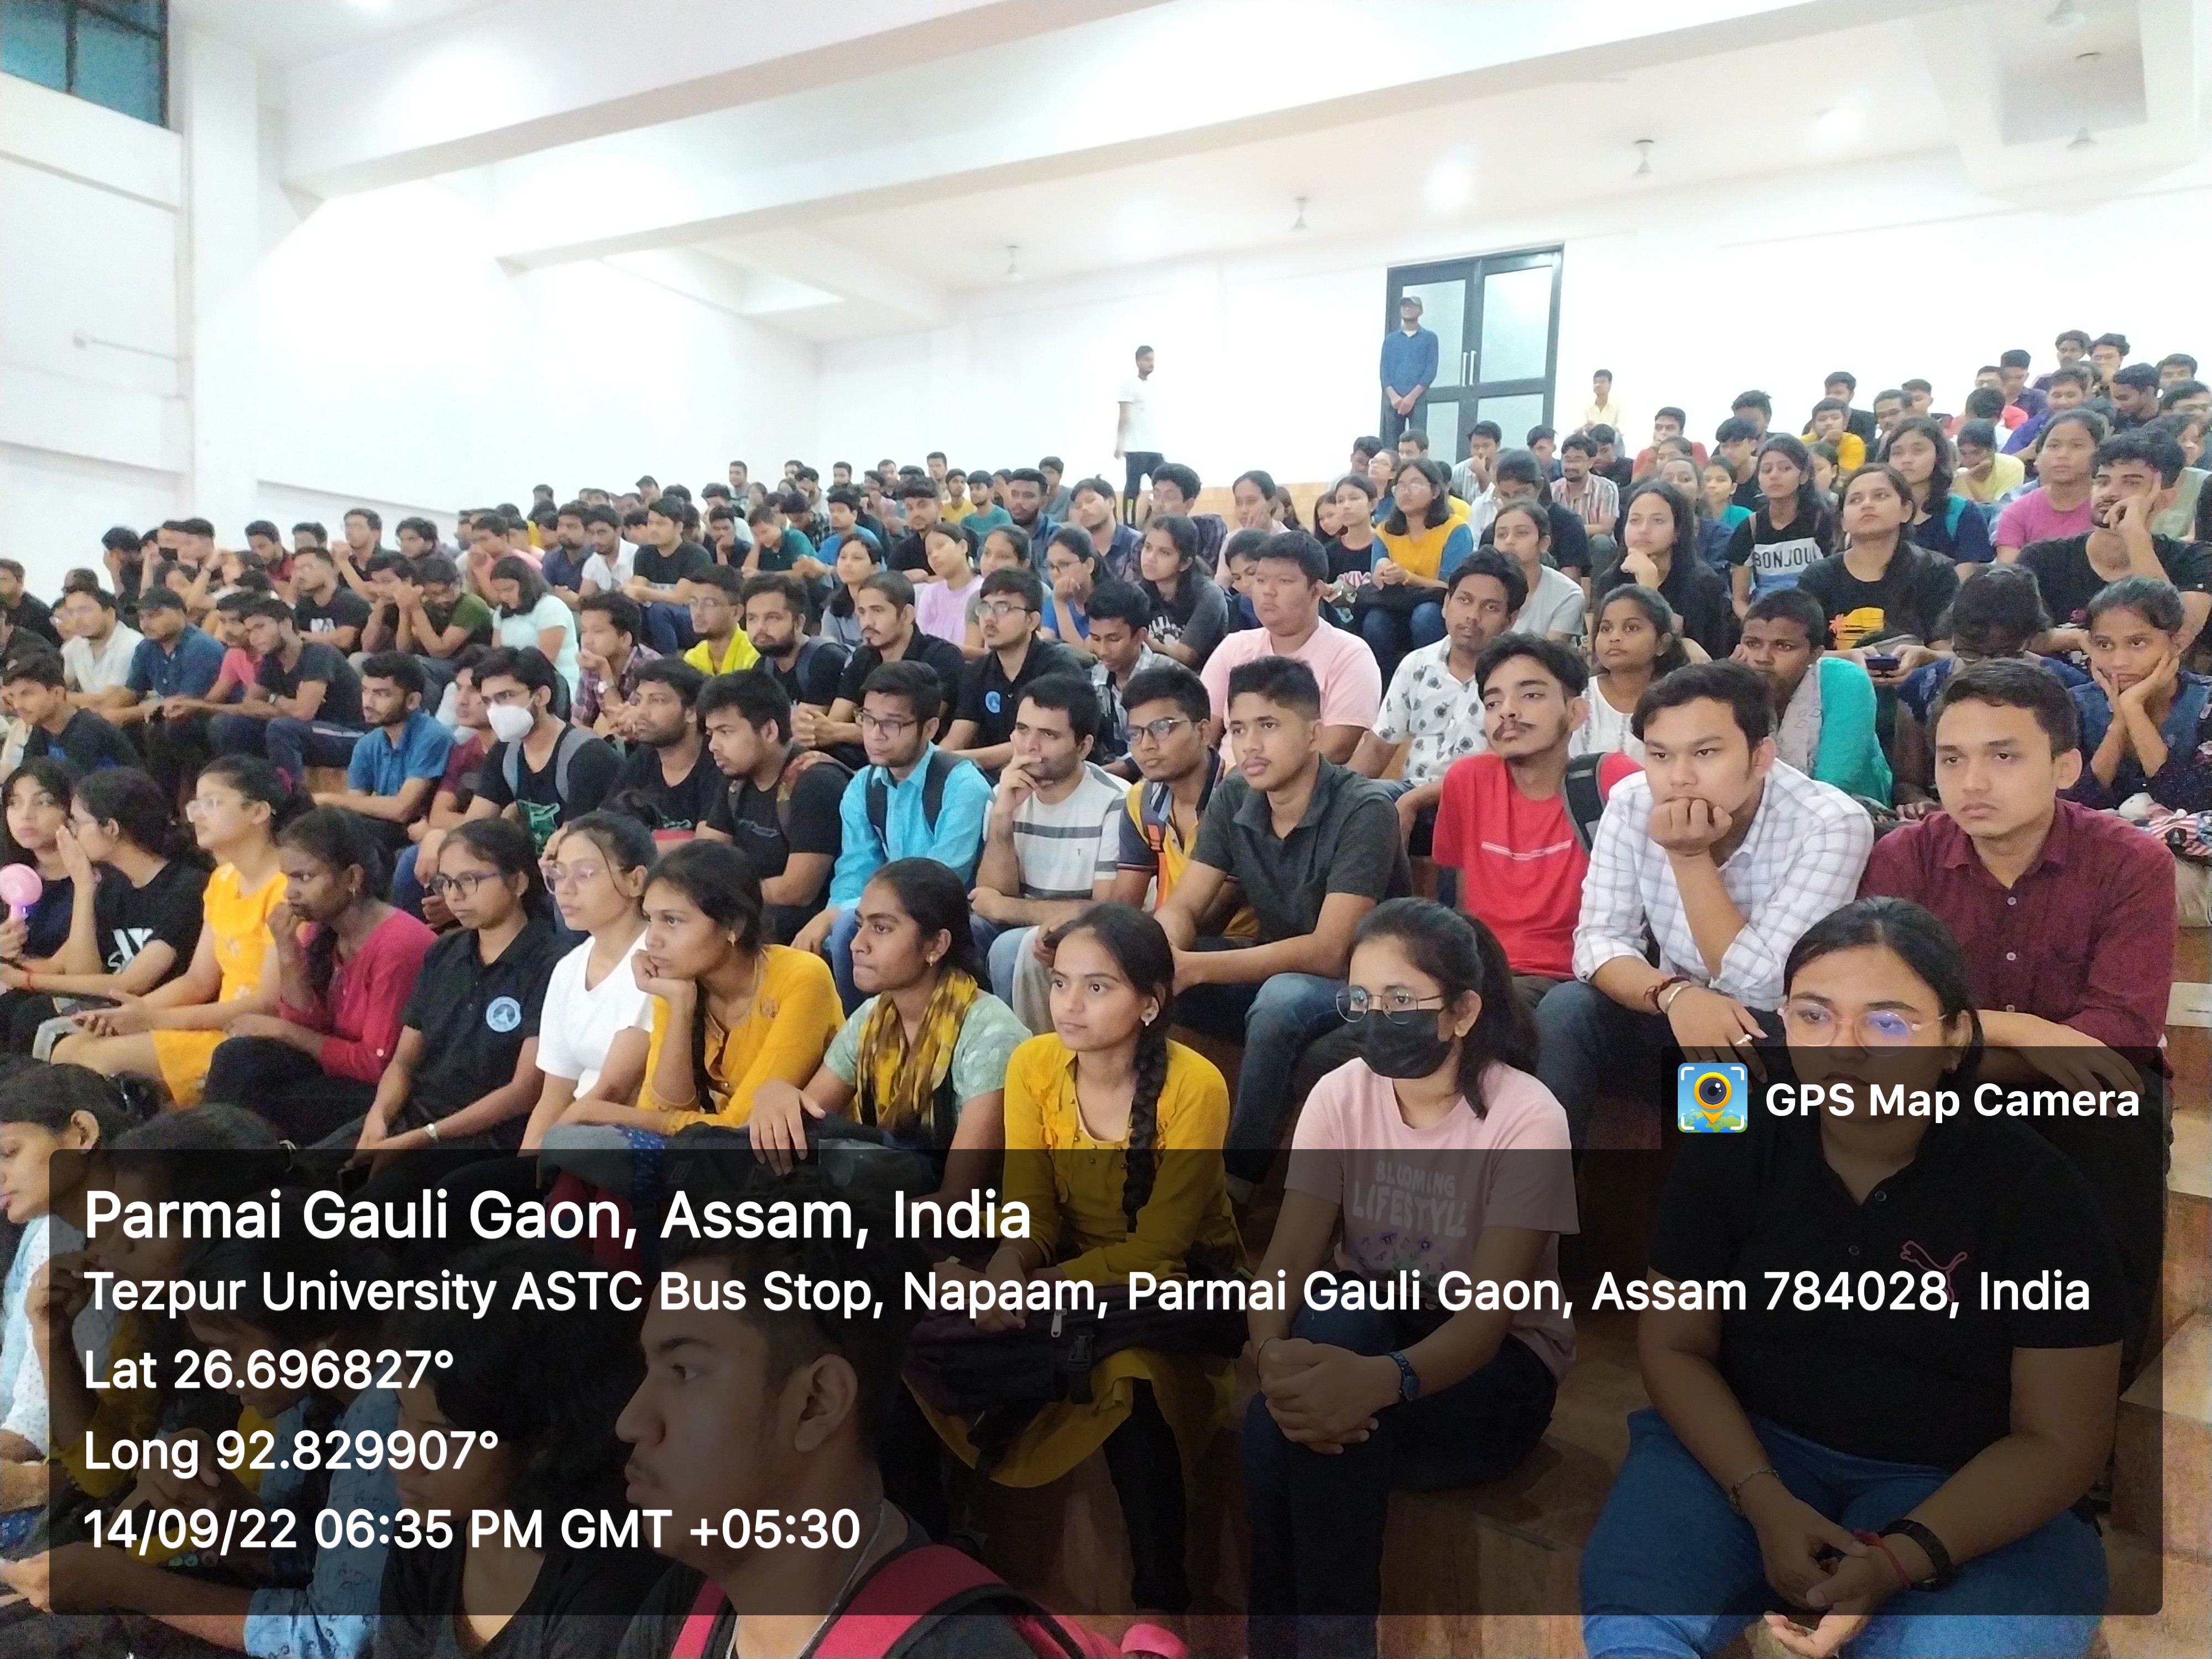 BONJOUR
BLOOMING
LIFESTYLE
GPS Map Camera
Parmai Gauli Gaon, Assam, India
Tezpur University ASTC Bus Stop, Napaam, Parmai Gauli Gaon, Assam 784028, India
Lat 26.696827°
Long 92.829907°
14/09/22 06:35 PM GMT +05:30